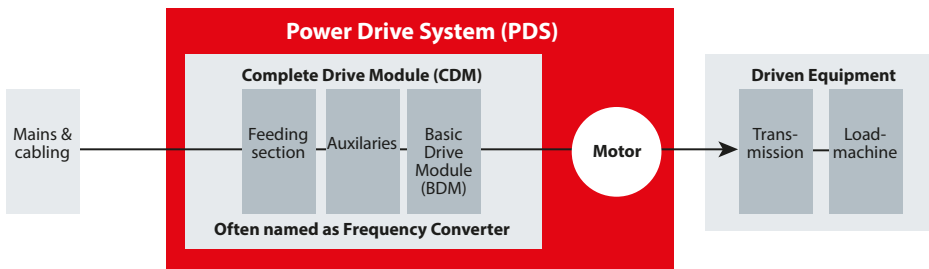 Power Drive System (PDS)
Complete Drive Module (CDM)
Driven Equipment
Mains &
cabling
Feeding
section
Auxilaries
Basic
Drive
Module
(BDM)
Motor
Trans-
mission
Load-
machine
Often named as Frequency Converter